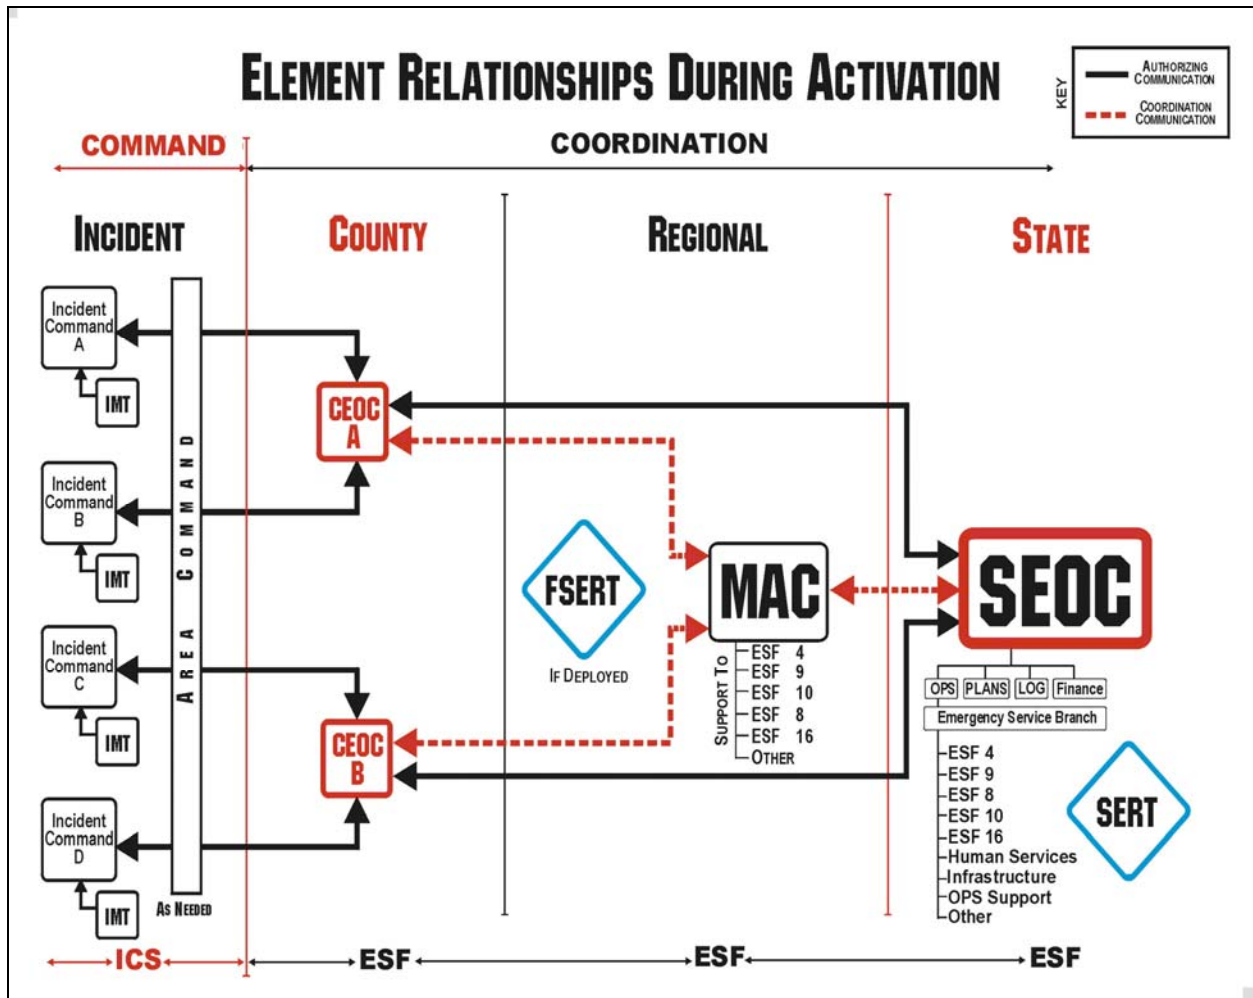 ELEMENT RELATIONSHIPS DURING ACTIVATION
KEY
AUTHORIZING
COMMUNICATION
COORDINATION
COMMUNICATION
COMMAND
COORDINATION
INCIDENT
COUNTY
REGIONAL
STATE
Incident
Command
A
IMT
Incident
Command
B
IMT
Incident
Command
C
IMT
Incident
Command
D
IMT
AREA COMMAND
AS NEEDED
CEOC
A
CEOC
B
FSERT
IF DEPLOYED
MAC
SUPPORT TO
ESF 4
ESF 9
ESF 10
ESF 8
ESF 16
OTHER
SEOC
OPS
PLANS
LOG
Finance
Emergency Service Branch
ESF 4
ESF 9
ESF 8
ESF 10
ESF 16
Human Services
Infrastructure
OPS Support
Other
SERT
ICS
ESF
ESF
ESF